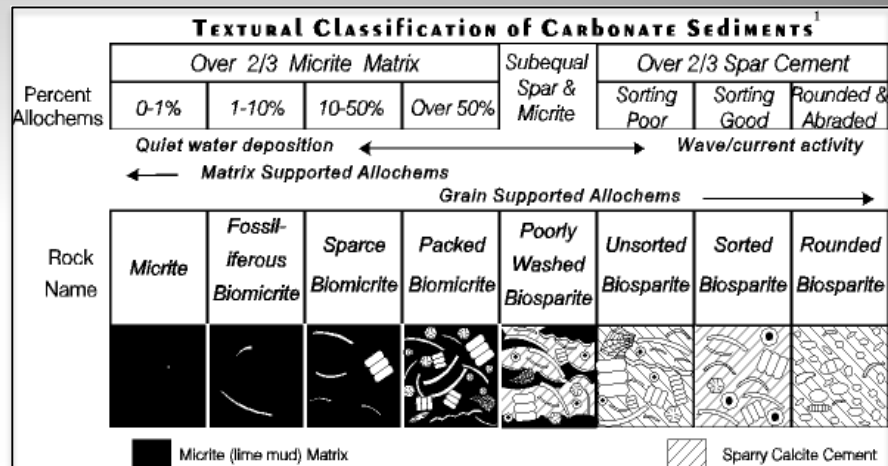 TEXTURAL CLASSIFICATION OF CARBONATE SEDIMENTS1
Over 2/3 Micrite Matrix
Subequal
Spar &
Micrite
Over 2/3 Spar Cement
Percent
Allochems
0-1%
1-10%
10-50%
Over 50%
Sorting
Poor
Sorting
Good
Rounded &
Abraded
Quiet water deposition
Wave/current activity
Matrix Supported Allochems
Grain Supported Allochems
Rock
Name
Micrite
Fossil-
iferous
Biomicrite
Sparce
Biomicrite
Packed
Biomicrite
Poorly
Washed
Biosparite
Unsorted
Biosparite
Sorted
Biosparite
Rounded
Biosparite
Micrite (lime mud) Matrix
Sparry Calcite Cement